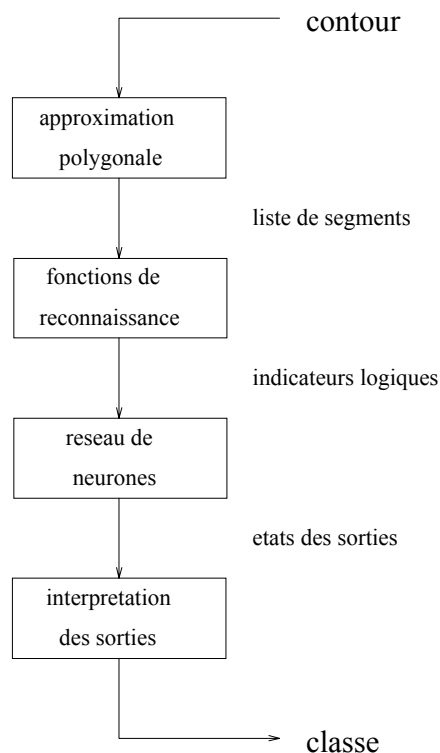 contour
approximation
polygonale
liste de segments
fonctions de
reconnaissance
indicateurs logiques
reseau de
neurones
etats des sorties
interpretation
des sorties
classe